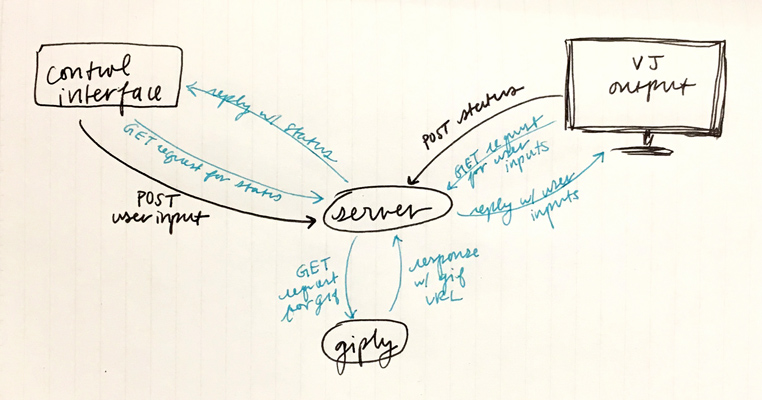 control
interface
VJ
output
reply w/ status
POST status
GET request for status
GET request
for user
inputs
POST
user input
server
reply w/ user
inputs
GET
request
for gif
response
w/ gif
URL
giphy